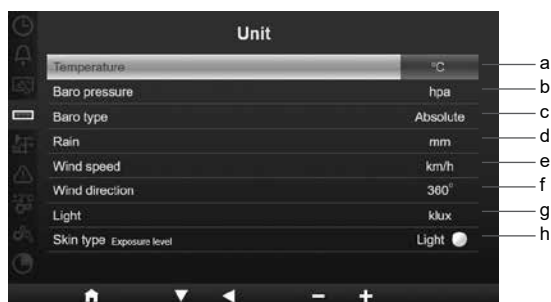 Unit
Temperature °C a
Baro pressure hpa b
Baro type Absolute c
Rain mm d
Wind speed km/h e
Wind direction 360° f
Light klux g
Skin type Exposure level Light h